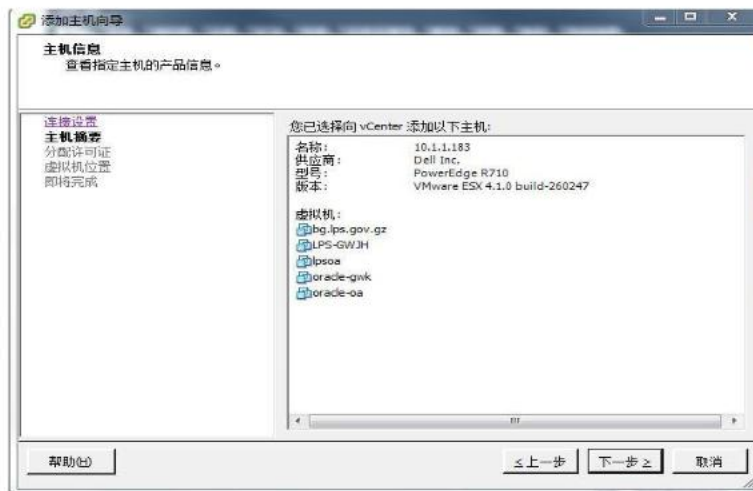 添加主机向导
主机信息
查看指定主机的产品信息。
连接设置
主机摘要
分配许可证
虚拟机位置
即将完成
您已选择向 vCenter 添加以下主机:
名称: 10.1.1.183
供应商: Dell Inc.
型号: PowerEdge R710
版本: VMware ESX 4.1.0 build-260247
虚拟机:
bg.lps.gov.gz
LPS-GWJH
lpsoa
oracle-gwk
oracle-oa
帮助(H)
≤上一步
下一步≥
取消